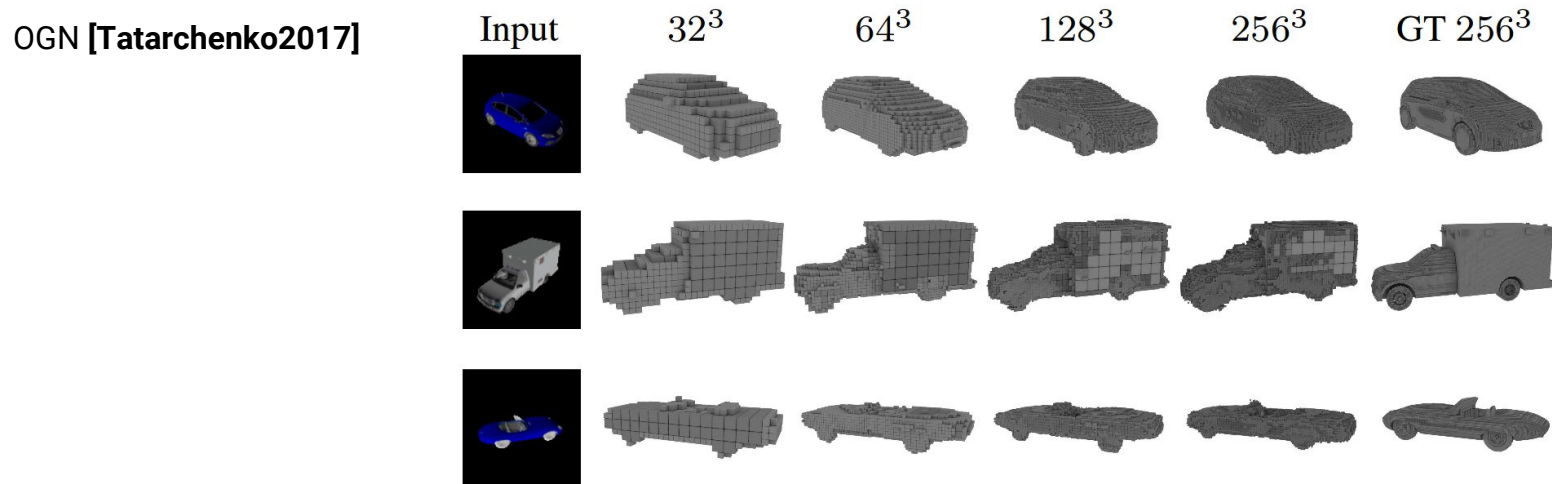 OGN [Tatarchenko2017]
Input 32³ 64³ 128³ 256³ GT 256³